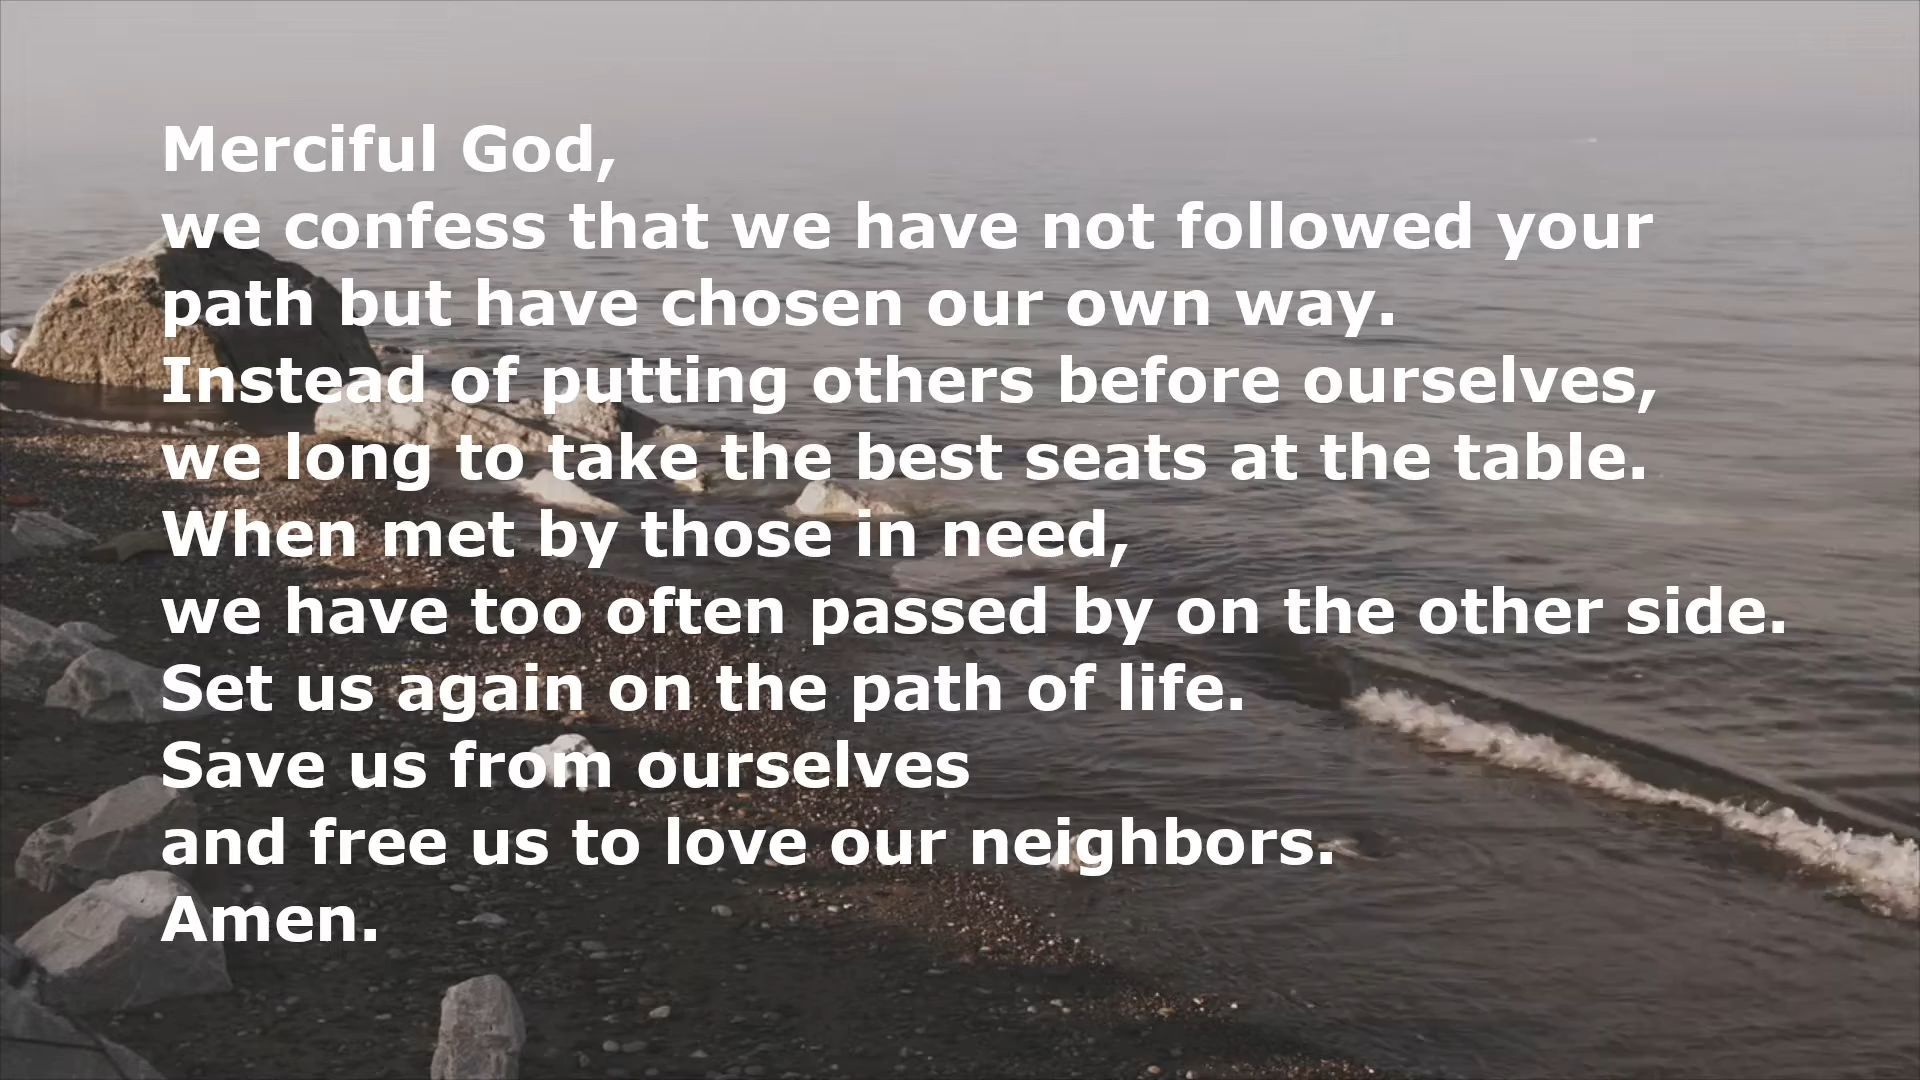 Merciful God,
we confess that we have not followed your
path but have chosen our own way.
Instead of putting others before ourselves,
we long to take the best seats at the table.
When met by those in need,
we have too often passed by on the other side.
Set us again on the path of life.
Save us from ourselves
and free us to love our neighbors.
Amen.